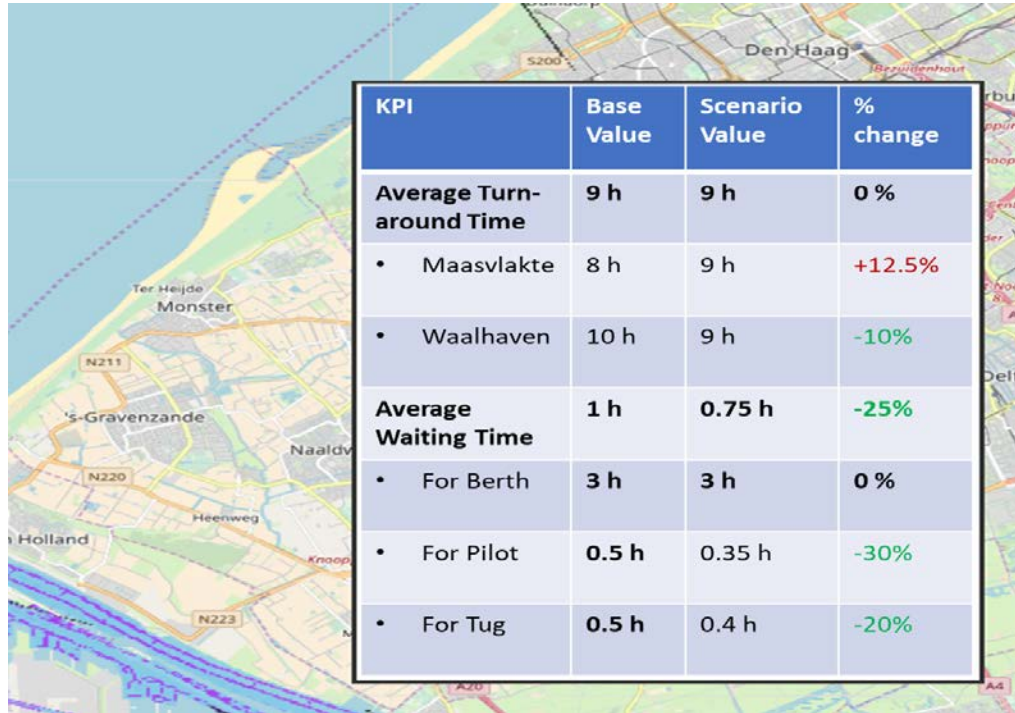 S200
Den Haag
Bezuidenhout
KPI
Base
Value
Scenario
Value
%
change
Average Turn-
around Time
9 h
9 h
0 %
• Maasvlakte
8 h
9 h
+12.5%
• Waalhaven
10 h
9 h
-10%
Average
Waiting Time
1 h
0.75 h
-25%
• For Berth
3 h
3 h
0 %
• For Pilot
0.5 h
0.35 h
-30%
• For Tug
0.5 h
0.4 h
-20%
Ter Heijde
Monster
N211
's-Gravenzande
N220
Heenweg
Holland
N223
A20
A4